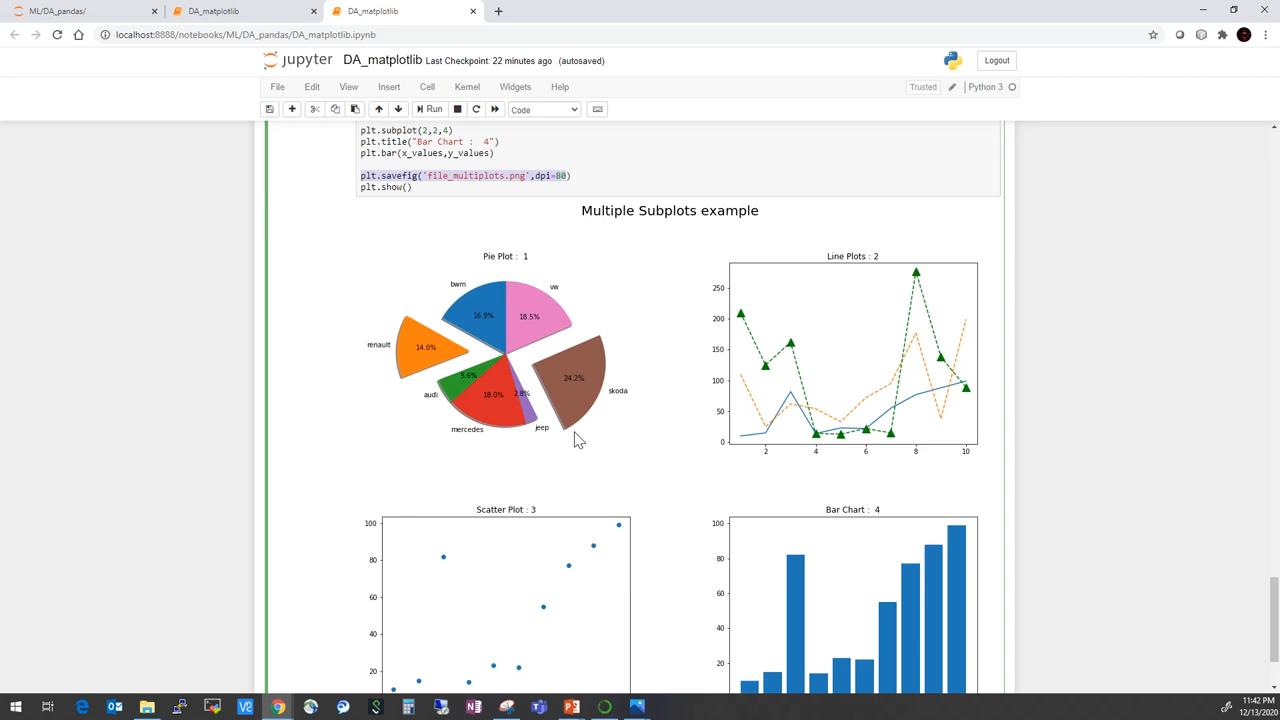 ML/DA_pandas/
DA_matplotlib
DA_matplotlib
localhost:8888/notebooks/ML/DA_pandas/DA_matplotlib.ipynb
jupyter DA_matplotlib Last Checkpoint: 22 minutes ago (autosaved)
Logout
File Edit View Insert Cell Kernel Widgets Help
Trusted Python 3
Run Code
plt.subplot(2,2,4)
plt.title("Bar Chart :  4")
plt.bar(x_values,y_values)
plt.savefig('file_multiplots.png',dpi=80)
plt.show()
Multiple Subplots example
Pie Plot : 1
bwm
vw
16.9%
18.5%
renault
14.0%
5.6%
24.2%
audi
18.0%
2.8%
skoda
mercedes
jeep
Line Plots : 2
250
200
150
100
50
0
2 4 6 8 10
Scatter Plot : 3
100
80
60
40
20
Bar Chart : 4
100
80
60
40
20
11:42 PM
12/13/2020